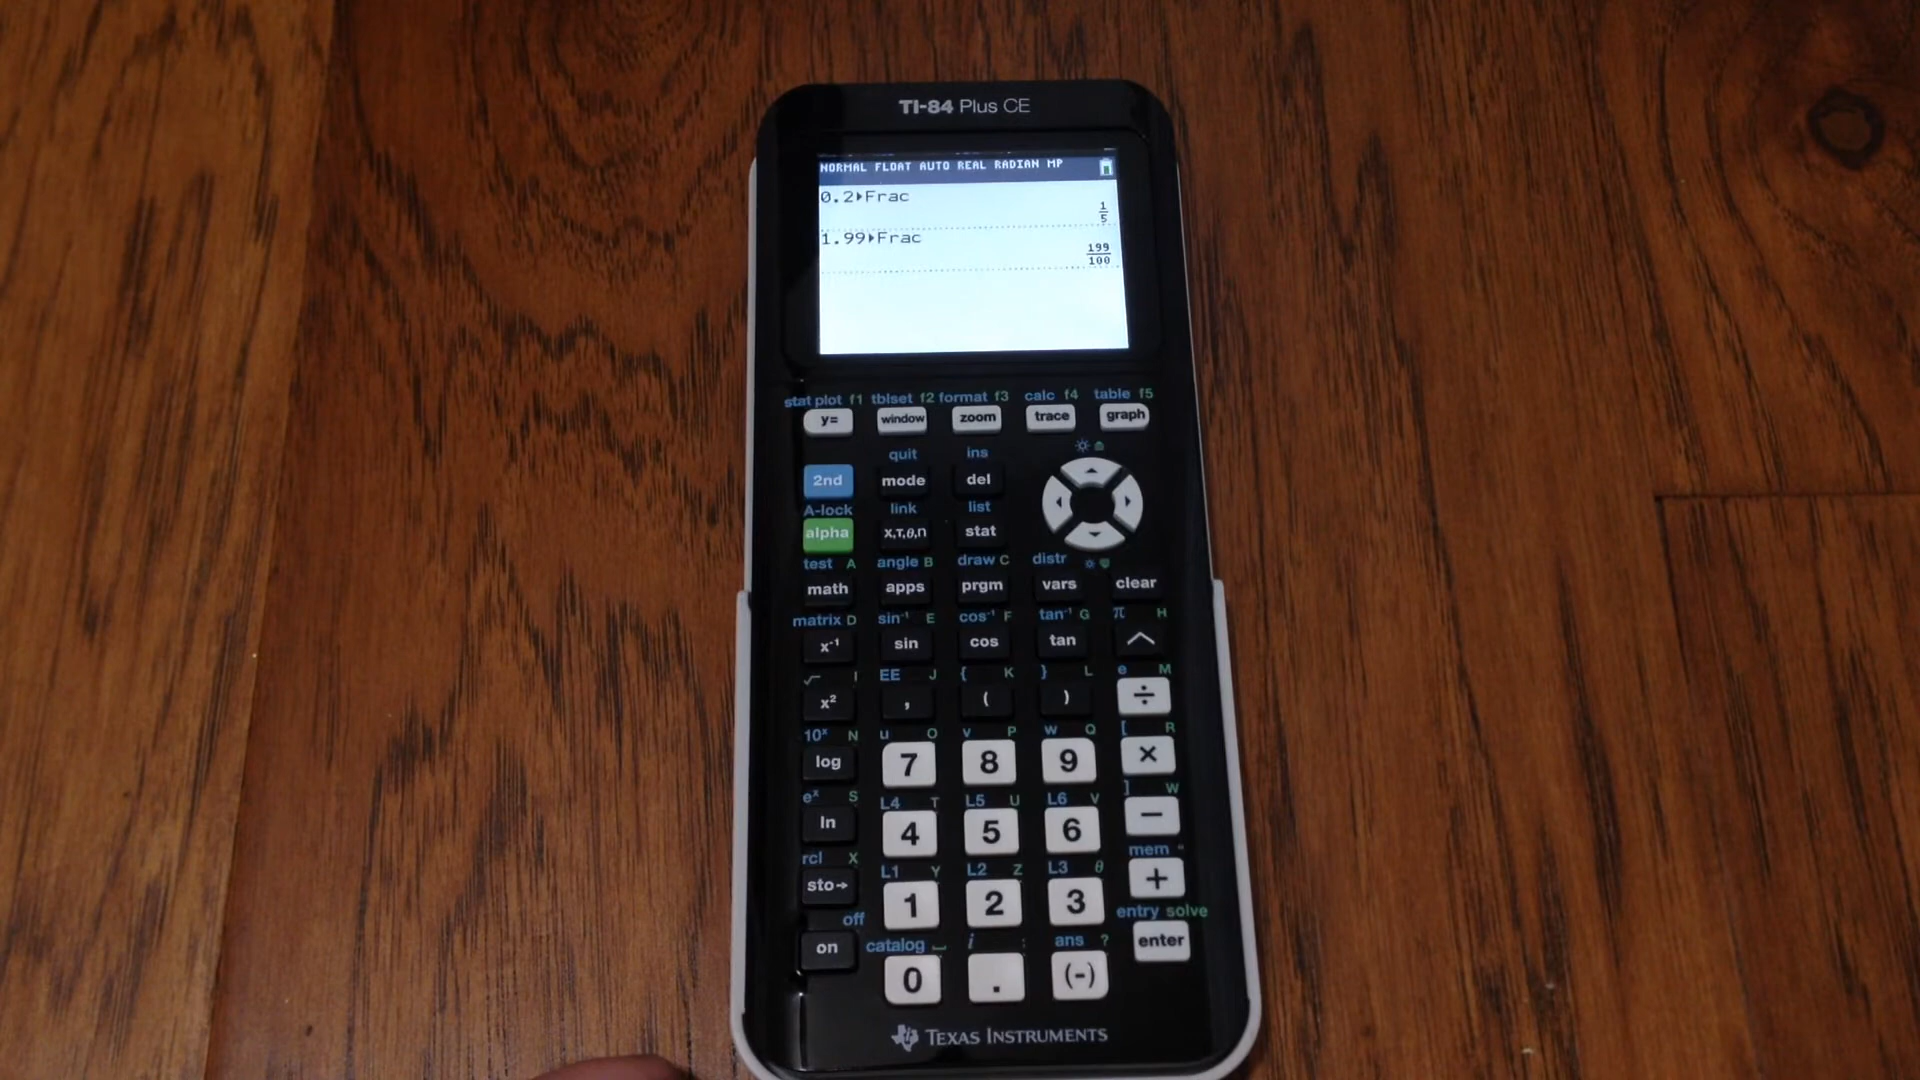 TI-84 Plus CE
NORMAL FLOAT AUTO REAL RADIAN MP
0.2▸Frac
1/5
1.99▸Frac
199/100
stat plot f1 tblset f2 format f3 calc f4 table f5
y= window zoom trace graph
quit ins
2nd mode del
A-lock link list
alpha X,T,θ,n stat
test A angle B draw C distr
math apps prgm vars clear
matrix D sin⁻¹ E cos⁻¹ F tan⁻¹ G π H
x⁻¹ sin cos tan ^
√ I EE J { K } L e M
x² , ( ) ÷
10ˣ N u O v P w Q [ R
log 7 8 9 ×
eˣ S L4 T L5 U L6 V ] W
ln 4 5 6 −
rcl X L1 Y L2 Z L3 θ mem "
sto→ 1 2 3 +
off catalog ⎵ i : ans ? entry solve
on 0 . (-) enter
TEXAS INSTRUMENTS